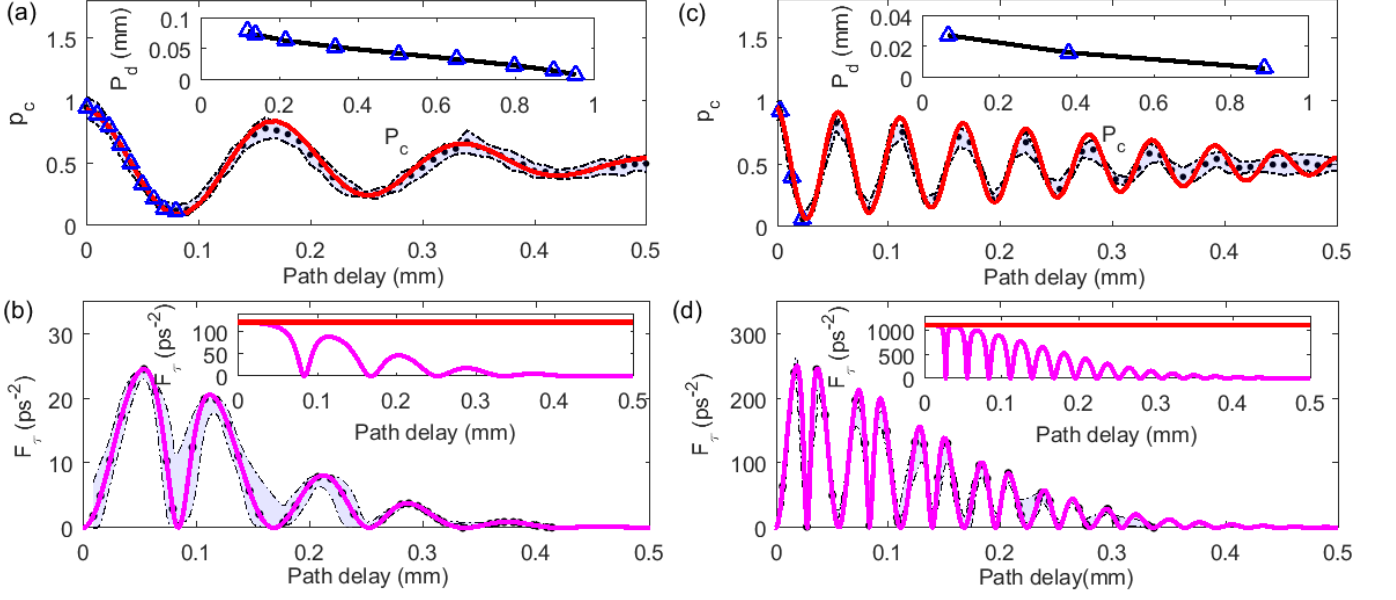 (a)
P_d (mm)
0.1
0.05
0
0 0.2 0.4 0.6 0.8 1
P_c
p_c
1.5
1
0.5
0
0 0.1 0.2 0.3 0.4 0.5
Path delay (mm)
(c)
P_d (mm)
0.04
0.02
0
0 0.2 0.4 0.6 0.8 1
P_c
p_c
1.5
1
0.5
0
0 0.1 0.2 0.3 0.4 0.5
Path delay (mm)
(b)
F_τ (ps^-2)
30
20
10
0
0 0.1 0.2 0.3 0.4 0.5
Path delay (mm)
F_τ (ps^-2)
100
50
0
0 0.1 0.2 0.3 0.4 0.5
Path delay (mm)
(d)
F_τ (ps^-2)
300
200
100
0
0 0.1 0.2 0.3 0.4 0.5
Path delay(mm)
F_τ (ps^-2)
1000
500
0
0 0.1 0.2 0.3 0.4 0.5
Path delay (mm)